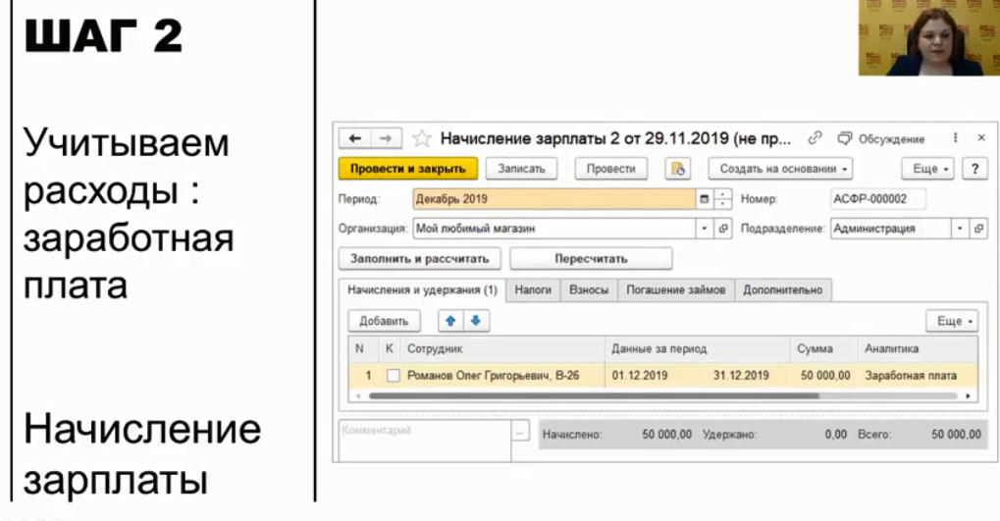 ШАГ 2
Учитываем
расходы :
заработная
плата
Начисление
зарплаты
Начисление зарплаты 2 от 29.11.2019 (не пр... Обсуждение
Провести и закрыть Записать Провести Создать на основании Еще ?
Период: Декабрь 2019 Номер: АСФР-000002
Организация: Мой любимый магазин Подразделение: Администрация
Заполнить и рассчитать Пересчитать
Начисления и удержания (1) Налоги Взносы Погашение займов Дополнительно
Добавить Еще
N К Сотрудник Данные за период Сумма Аналитика
1 Романов Олег Григорьевич, В-26 01.12.2019 31.12.2019 50 000,00 Заработная плата
Комментарий ... Начислено: 50 000,00 Удержано: 0,00 Всего: 50 000,00